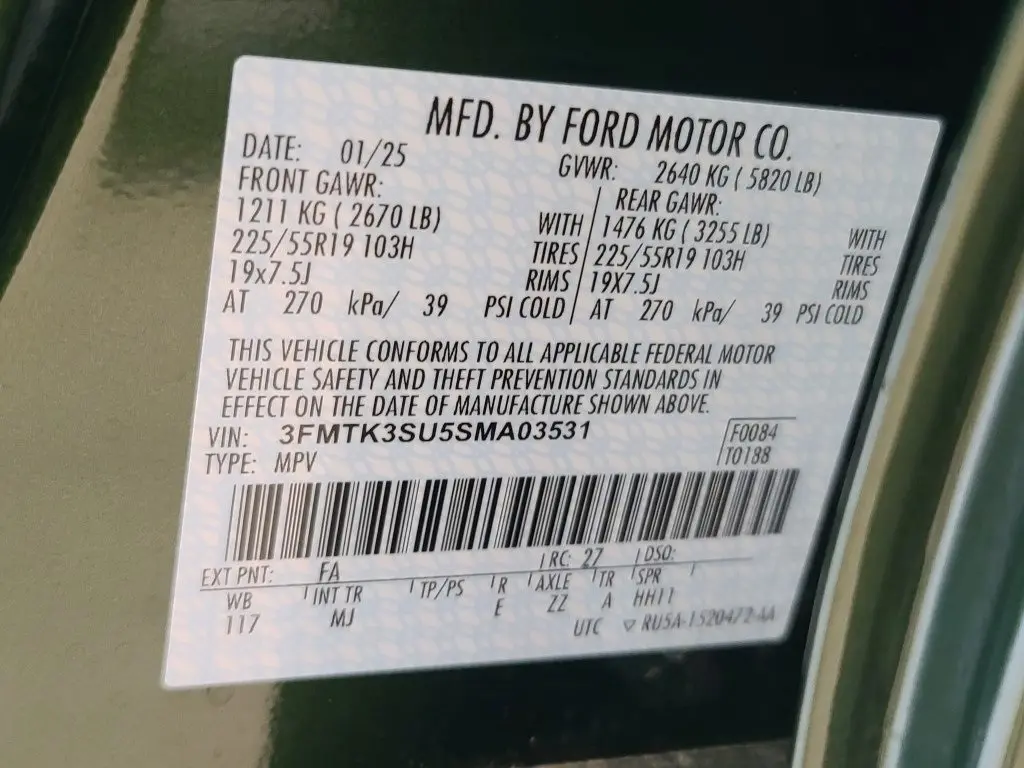 MFD. BY FORD MOTOR CO.
DATE: 01/25 GVWR: 2640 KG ( 5820 LB)
FRONT GAWR: REAR GAWR:
1211 KG ( 2670 LB) WITH 1476 KG ( 3255 LB) WITH
225/55R19 103H TIRES 225/55R19 103H TIRES
19x7.5J RIMS 19X7.5J RIMS
AT 270 kPa/ 39 PSI COLD AT 270 kPa/ 39 PSI COLD
THIS VEHICLE CONFORMS TO ALL APPLICABLE FEDERAL MOTOR
VEHICLE SAFETY AND THEFT PREVENTION STANDARDS IN
EFFECT ON THE DATE OF MANUFACTURE SHOWN ABOVE.
VIN: 3FMTK3SU5SMA03531 F0084
TYPE: MPV T0188
EXT PNT: FA RC: 27 DSO:
WB INT TR TP/PS R AXLE TR SPR
117 MJ E ZZ A HH11
UTC ▽ RU5A-1520472-AA